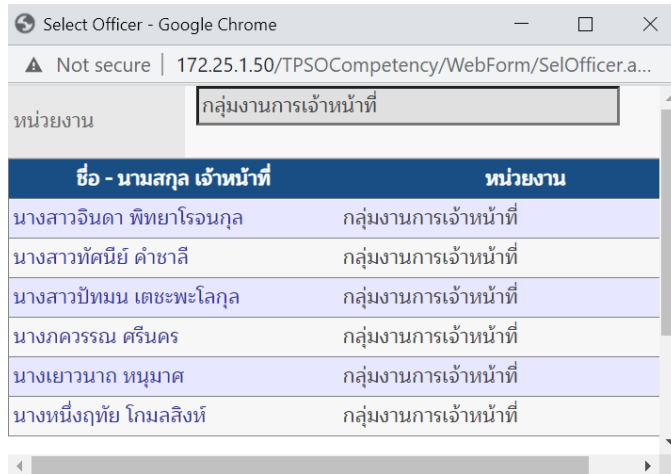 Select Officer - Google Chrome
Not secure | 172.25.1.50/TPSOCompetency/WebForm/SelOfficer.a...
หน่วยงาน กลุ่มงานการเจ้าหน้าที่
ชื่อ - นามสกุล เจ้าหน้าที่ หน่วยงาน
นางสาวจินดา พิทยาโรจนกุล กลุ่มงานการเจ้าหน้าที่
นางสาวทัศนีย์ คำชาลี กลุ่มงานการเจ้าหน้าที่
นางสาวปัทมน เตชะพะโลกุล กลุ่มงานการเจ้าหน้าที่
นางภควรรณ ศรีนคร กลุ่มงานการเจ้าหน้าที่
นางเยาวนาถ หนุมาศ กลุ่มงานการเจ้าหน้าที่
นางหนึ่งฤทัย โกมลสิงห์ กลุ่มงานการเจ้าหน้าที่